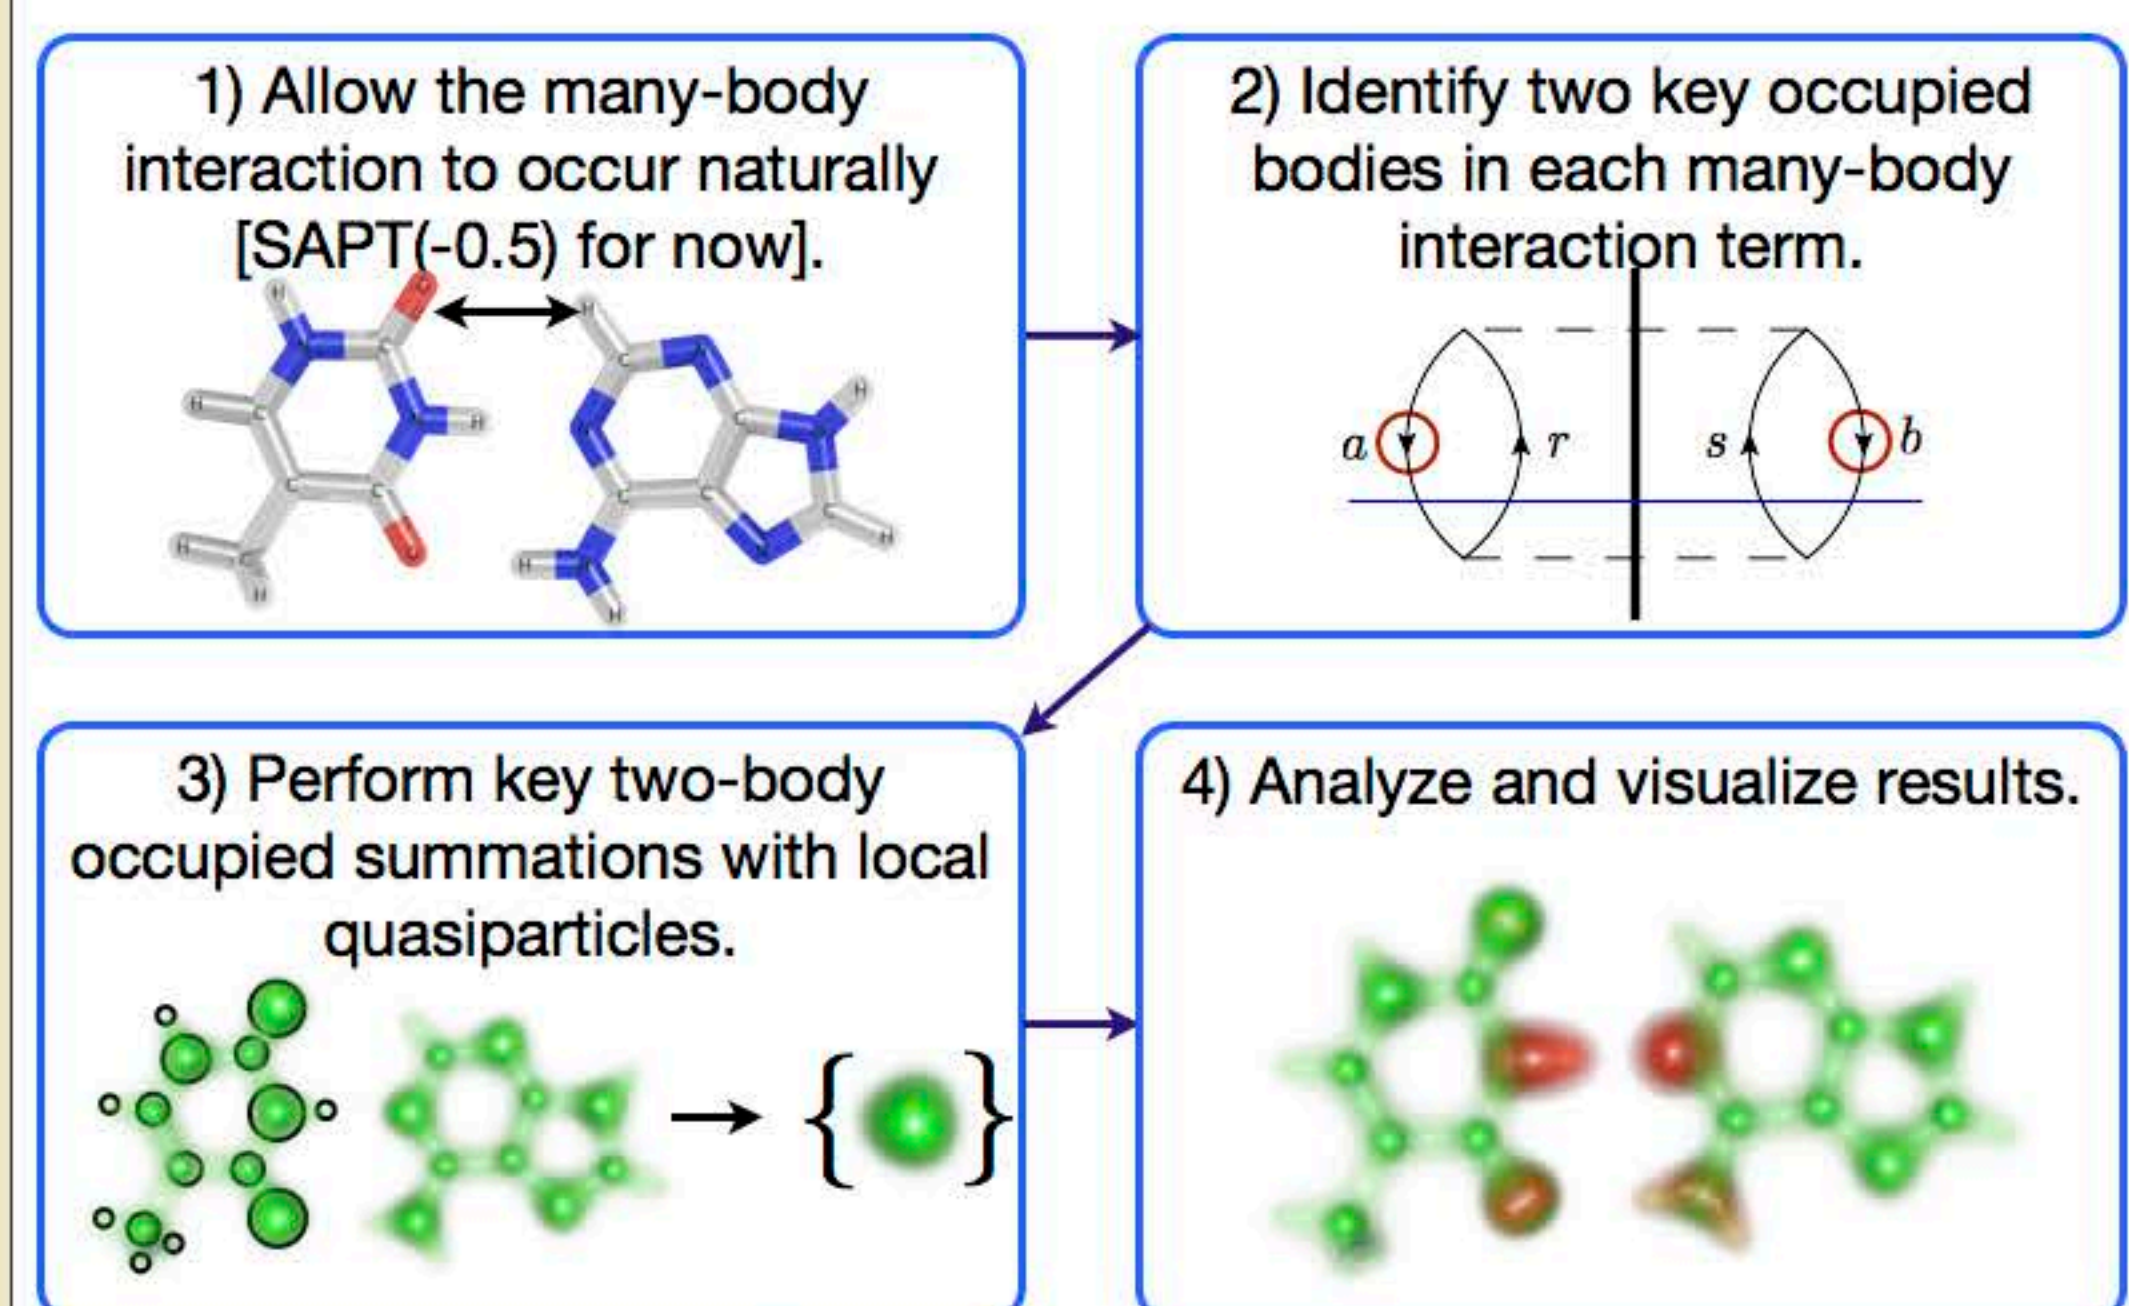 1) Allow the many-body
interaction to occur naturally
[SAPT(-0.5) for now].
2) Identify two key occupied
bodies in each many-body
interaction term.
a r s b
3) Perform key two-body
occupied summations with local
quasiparticles.
{ }
4) Analyze and visualize results.